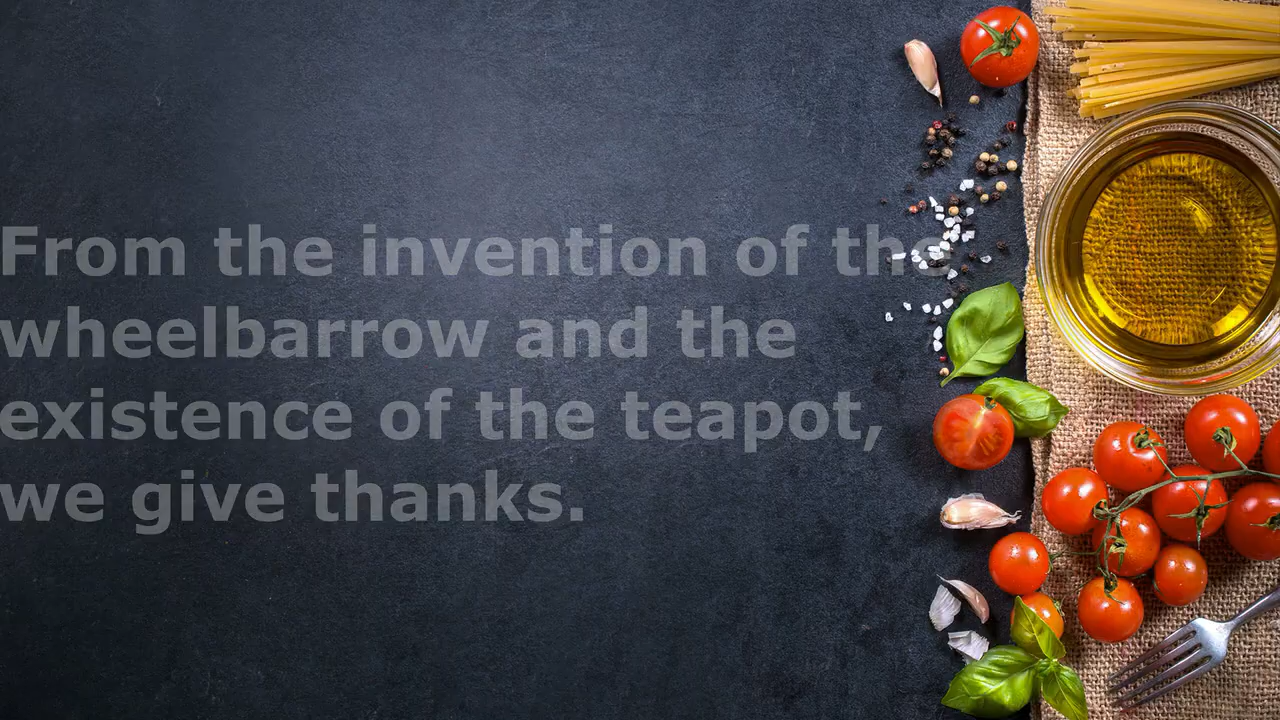 From the invention of the
wheelbarrow and the
existence of the teapot,
we give thanks.